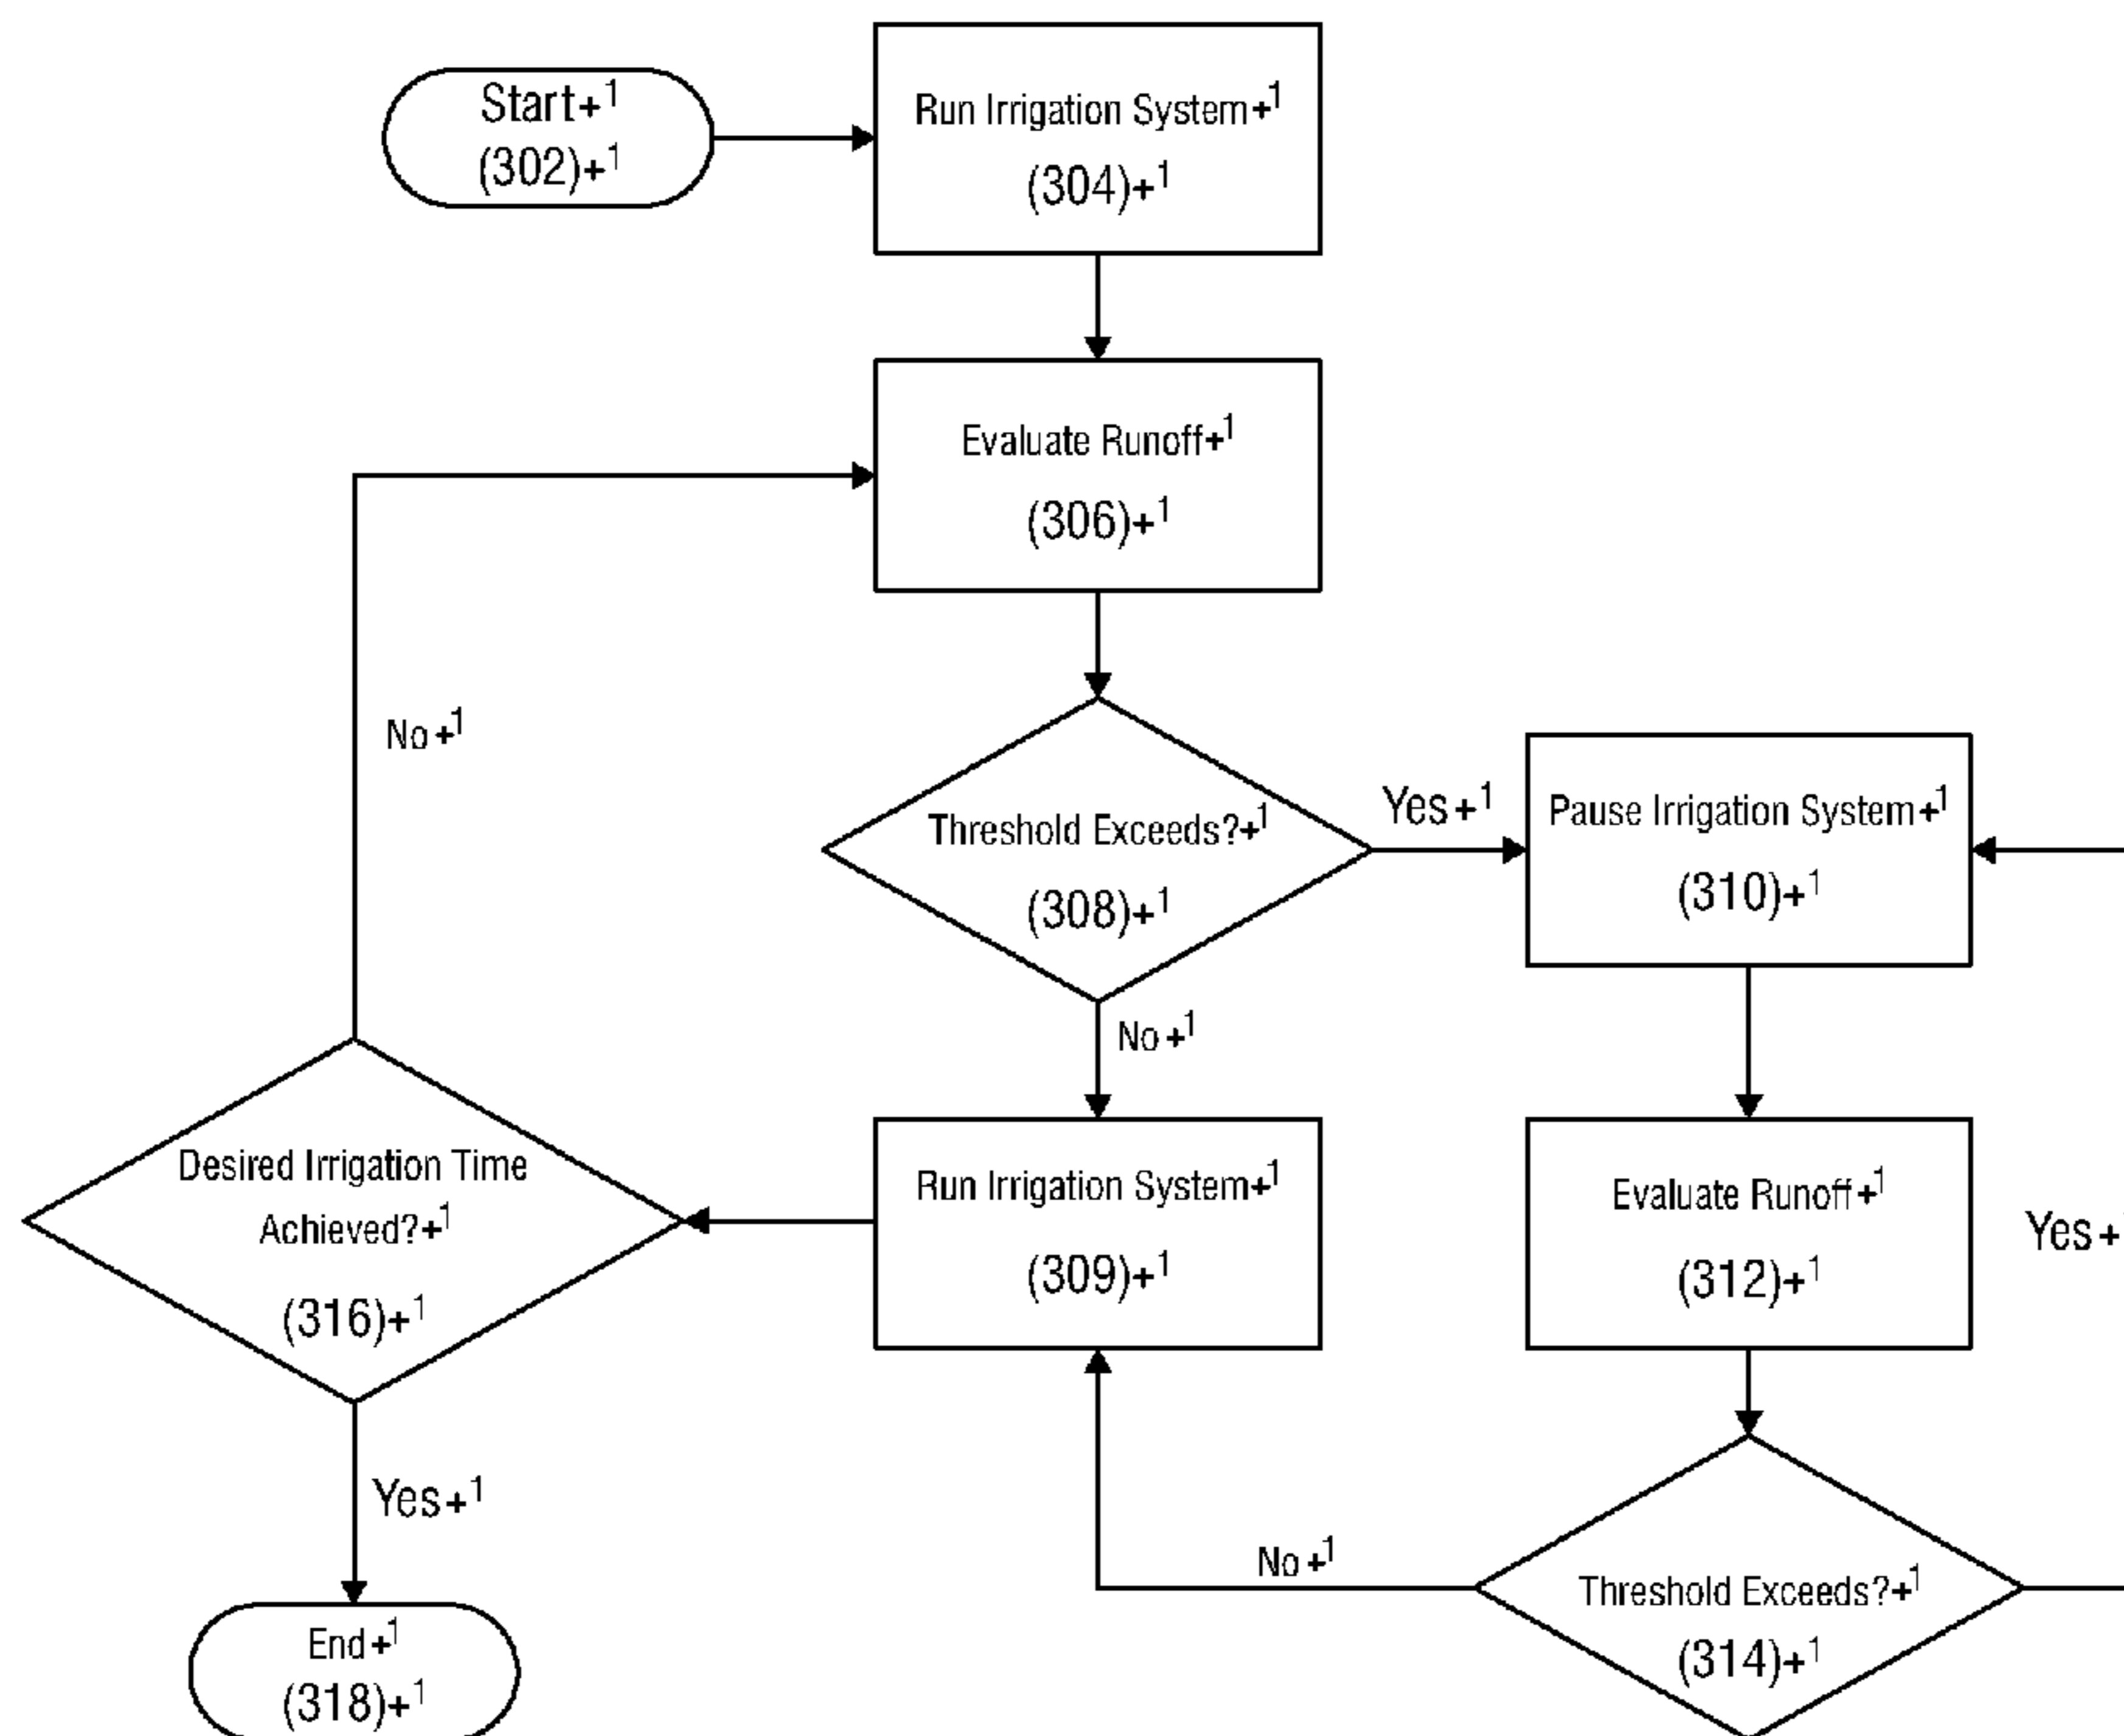 Start+¹
(302)+¹
Run Irrigation System+¹
(304)+¹
Evaluate Runoff+¹
(306)+¹
No+¹
Threshold Exceeds?+¹
(308)+¹
Yes+¹
Pause Irrigation System+¹
(310)+¹
No+¹
Desired Irrigation Time
Achieved?+¹
(316)+¹
Run Irrigation System+¹
(309)+¹
Evaluate Runoff+¹
(312)+¹
Yes+
Yes+¹
No+¹
Threshold Exceeds?+¹
(314)+¹
End+¹
(318)+¹